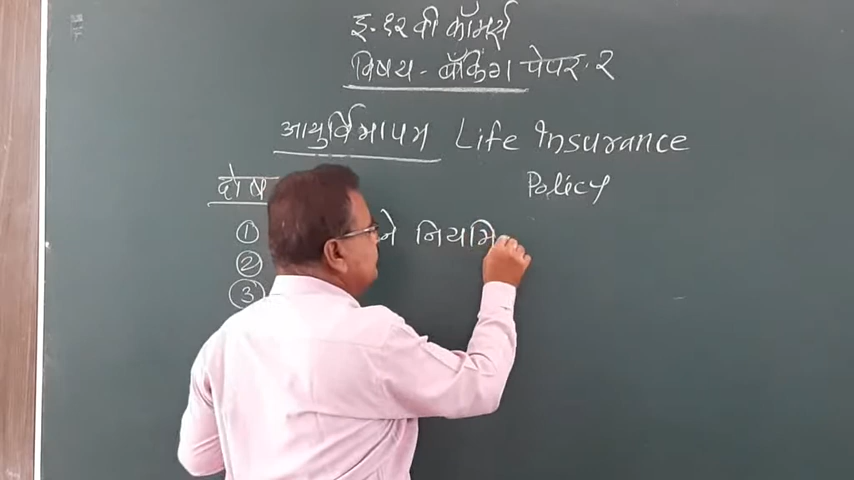 इ. १२ वी कॉमर्स
विषय - बँकिंग पेपर. २
आयुर्विमापत्र Life Insurance
Policy
दोष
① ने नियमि
②
③